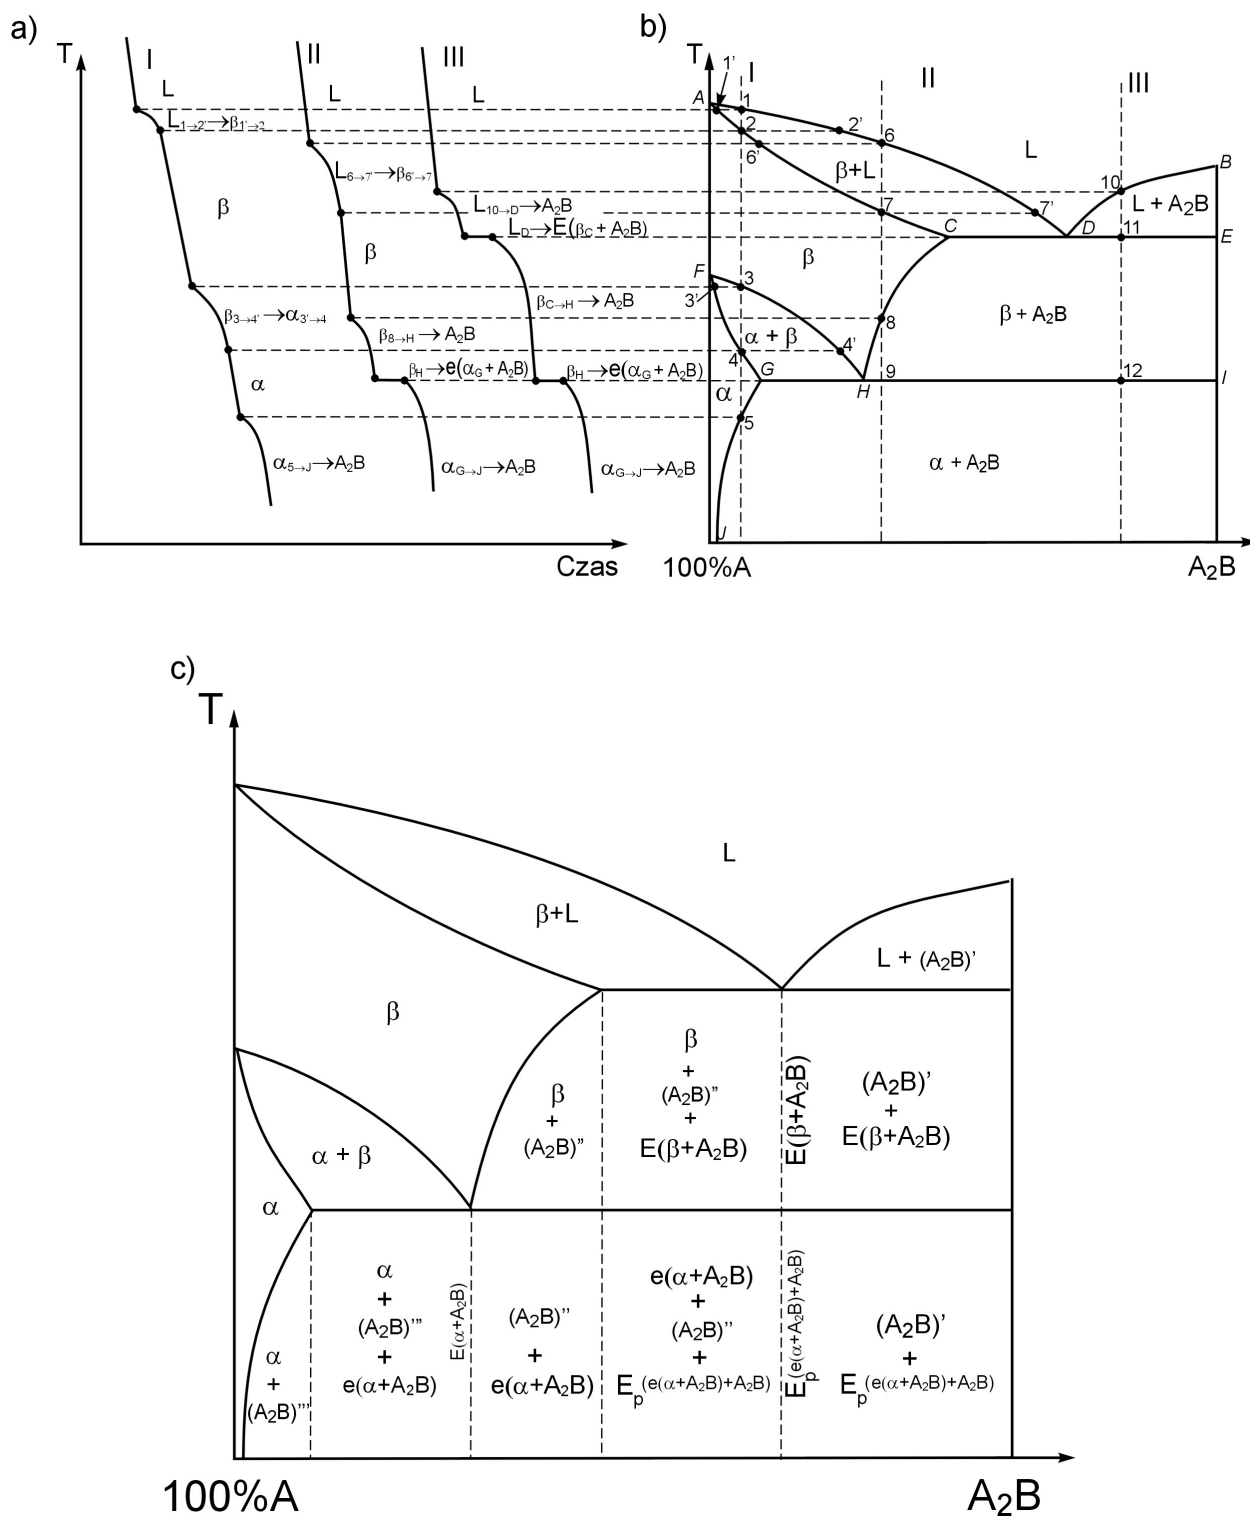 a)
T
I
II
III
L
L
L
L1→2'→β1'→2
L6→7'→β6'→7
L10→D→A2B
LD→E(βC + A2B)
β
β
β3→4'→α3'→4
βC→H → A2B
β8→H → A2B
βH→e(αG + A2B)
βH→e(αG + A2B)
α
α5→J→A2B
αG→J→A2B
αG→J→A2B
Czas
b)
T
1'
I
II
III
A
1
2
2'
6
6'
L
β+L
B
10
L + A2B
7
7'
C
D
11
E
β
F
3
3'
8
β + A2B
α + β
4
4'
G
H
9
12
I
α
5
α + A2B
J
100%A
A2B
c)
T
L
β+L
L + (A2B)'
β
β
+
(A2B)''
β
+
(A2B)''
+
E(β+A2B)
E(β+A2B)
(A2B)'
+
E(β+A2B)
α + β
α
α
+
(A2B)'''
α
+
(A2B)'''
+
e(α+A2B)
E(α+A2B)
(A2B)''
+
e(α+A2B)
e(α+A2B)
+
(A2B)''
+
Ep(e(α+A2B)+A2B)
Ep(e(α+A2B)+A2B)
(A2B)'
+
Ep(e(α+A2B)+A2B)
100%A
A2B